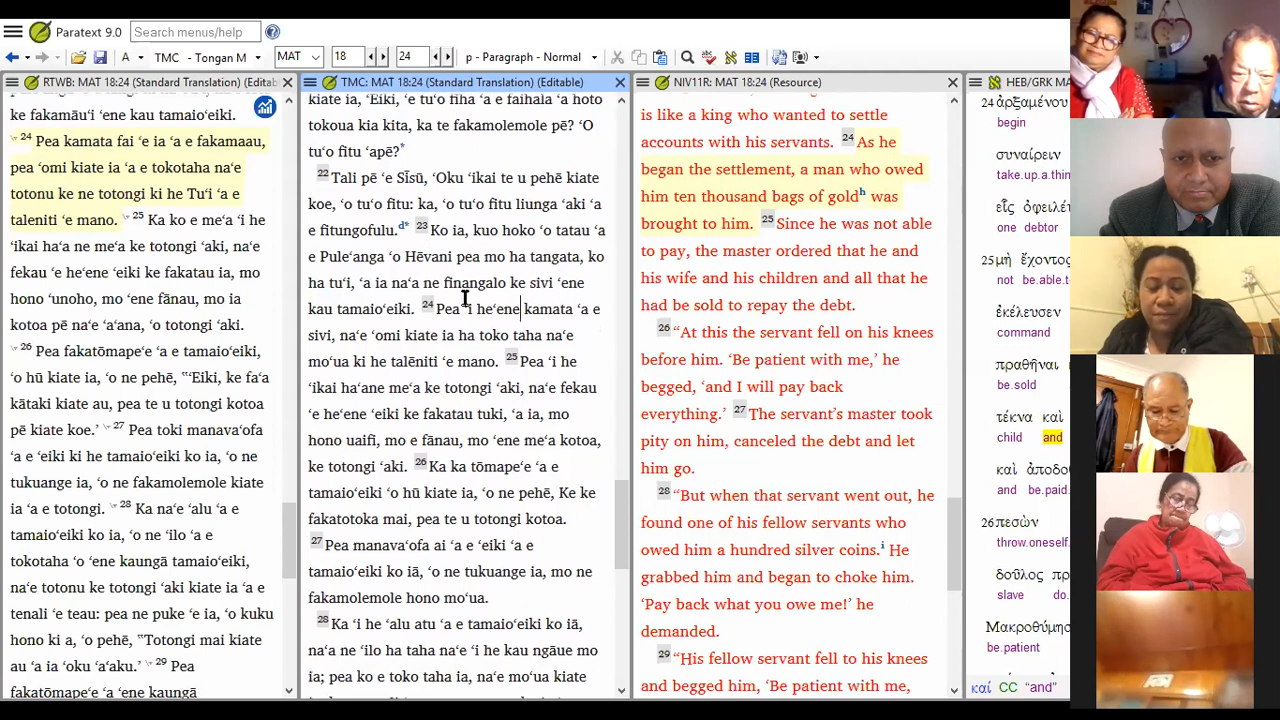 Paratext 9.0 Search menus/help
TMC - Tongan M MAT 18 24 p - Paragraph - Normal
RTWB: MAT 18:24 (Standard Translation) (Editab
ke fakamāuʻi ʻene kau tamaioʻeiki.
24 Pea kamata fai ʻe ia ʻa e fakamaau,
pea ʻomi kiate ia ʻa e tokotaha naʻe
totonu ke ne totongi ki he Tuʻi ʻa e
taleniti ʻe mano. 25 Ka ko e meʻa ʻi he
ʻikai haʻa ne meʻa ke totongi ʻaki, naʻe
fekau ʻe heʻene ʻeiki ke fakatau ia, mo
hono ʻunoho, mo ʻene fānau, mo ia
kotoa pē naʻe ʻaʻana, ʻo totongi ʻaki.
26 Pea fakatōmapeʻe ʻa e tamaioʻeiki,
ʻo hū kiate ia, ʻo ne pehē, “‘Eiki, ke faʻa
kātaki kiate au, pea te u totongi kotoa
pē kiate koe.’ 27 Pea toki manavaʻofa
ʻa e ʻeiki ki he tamaioʻeiki ko ia, ʻo ne
tukuange ia, ʻo ne fakamolemole kiate
ia ʻa e totongi. 28 Ka naʻe ʻalu ʻa e
tamaioʻeiki ko ia, ʻo ne ʻilo ʻa e
tokotaha ʻo ʻene kaungā tamaioʻeiki,
naʻe totonu ke totongi ʻaki kiate ia ʻa e
tenali ʻe teau: pea ne puke ʻe ia, ʻo kuku
hono ki a, ʻo pehē, “Totongi mai kiate
au ʻa ia ʻoku ʻaʻaku.’ 29 Pea
fakatōmapeʻe ʻene kaungā
TMC: MAT 18:24 (Standard Translation) (Editable)
kiate ia, ʻEiki, ʻe tuʻo fiha ʻa e faihala ʻa hoto
tokoua kia kita, ka te fakamolemole pē? ʻO
tuʻo fitu ʻapē?*
22 Tali pē ʻe Sīsū, ʻOku ʻikai te u pehē kiate
koe, ʻo tuʻo fitu: ka, ʻo tuʻo fitu liunga ʻaki ʻa
e fitungofulu.d* 23 Ko ia, kuo hoko ʻo tatau ʻa
e Puleʻanga ʻo Hēvani pea mo ha tangata, ko
ha tuʻi, ʻa ia naʻa ne finangalo ke sivi ʻene
kau tamaioʻeiki. 24 Pea ʻi heʻene kamata ʻa e
sivi, naʻe ʻomi kiate ia ha toko taha naʻe
moʻua ki he talēniti ʻe mano. 25 Pea ʻi he
ʻikai haʻane meʻa ke totongi ʻaki, naʻe fekau
ʻe heʻene ʻeiki ke fakatau tuki, ʻa ia, mo
hono uaifi, mo e fānau, mo ʻene meʻa kotoa,
ke totongi ʻaki. 26 Ka ka tōmapeʻe ʻa e
tamaioʻeiki ʻo hū kiate ia, ʻo ne pehē, Ke ke
fakatotoka mai, pea te u totongi kotoa.
27 Pea manavaʻofa ai ʻa e ʻeiki ʻa e
tamaioʻeiki ko iā, ʻo ne tukuange ia, mo ne
fakamolemole hono moʻua.
28 Ka ʻi he ʻalu atu ʻa e tamaioʻeiki ko iā,
naʻa ne ʻilo ha taha naʻe ʻi he kau ngāue mo
ia; pea ko e toko taha ia, naʻe moʻua kiate
NIV11R: MAT 18:24 (Resource)
is like a king who wanted to settle
accounts with his servants. 24 As he
began the settlement, a man who owed
him ten thousand bags of goldh was
brought to him. 25 Since he was not able
to pay, the master ordered that he and
his wife and his children and all that he
had be sold to repay the debt.
26 “At this the servant fell on his knees
before him. ‘Be patient with me,’ he
begged, ‘and I will pay back
everything.’ 27 The servant’s master took
pity on him, canceled the debt and let
him go.
28 “But when that servant went out, he
found one of his fellow servants who
owed him a hundred silver coins.i He
grabbed him and began to choke him.
‘Pay back what you owe me!’ he
demanded.
29 “His fellow servant fell to his knees
and begged him, ‘Be patient with me,
HEB/GRK MA
24 ἀρξαμένου
begin
συναίρειν
take.up.a.thin
εἷς ὀφειλέτη
one debtor
25 μὴ ἔχοντο
no have
ἐκέλευσεν
command
πραθῆναι
be.sold
τέκνα καὶ
child and
καὶ ἀποδο
and be.paid.
26 πεσὼν
throw.oneself.
δοῦλος πρ
slave do.
Μακροθύμησ
be.patient
καί CC “and”